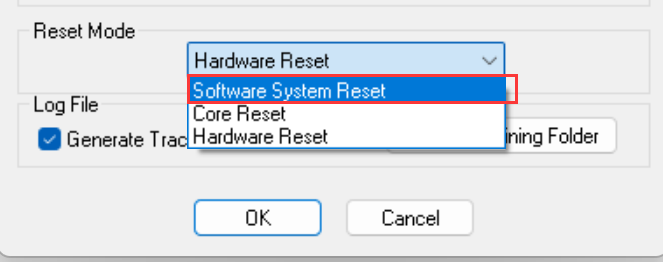 Reset Mode
Hardware Reset
Software System Reset
Log File
Core Reset
Generate Trac
Hardware Reset
ning Folder
OK
Cancel